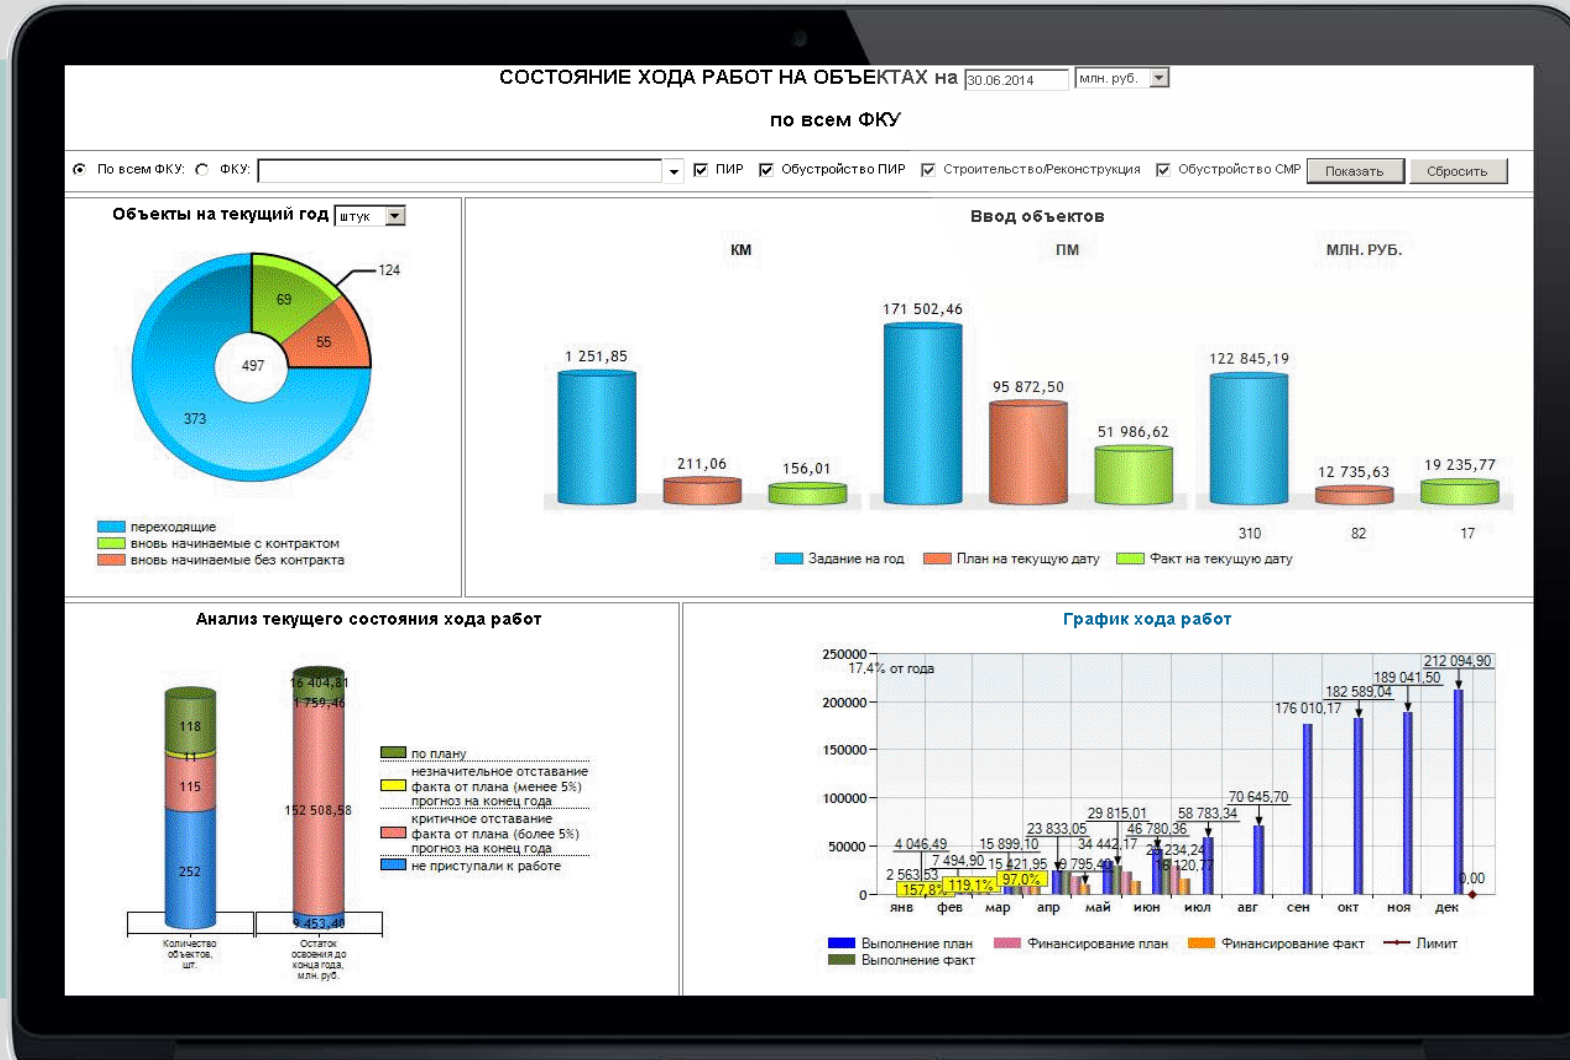 СОСТОЯНИЕ ХОДА РАБОТ НА ОБЪЕКТАХ на 30.06.2014 млн. руб.
по всем ФКУ
По всем ФКУ: ФКУ: ПИР Обустройство ПИР Строительство/Реконструкция Обустройство СМР Показать Сбросить
Объекты на текущий год штук
124
69
55
497
373
переходящие
вновь начинаемые с контрактом
вновь начинаемые без контракта
Ввод объектов
КМ ПМ МЛН. РУБ.
171 502,46
1 251,85
122 845,19
95 872,50
51 986,62
211,06
156,01
12 735,63
19 235,77
310 82 17
Задание на год План на текущую дату Факт на текущую дату
Анализ текущего состояния хода работ
118
11
115
252
16 404,81
1 759,46
152 508,58
9 453,40
Количество
объектов,
шт.
Остаток
освоения до
конца года,
млн. руб.
по плану
незначительное отставание
факта от плана (менее 5%)
прогноз на конец года
критичное отставание
факта от плана (более 5%)
прогноз на конец года
не приступали к работе
График хода работ
250000
17,4% от года
200000
150000
100000
50000
0
212 094,90
189 041,50
182 589,04
176 010,17
70 645,70
58 783,34
29 815,01
23 833,05
46 780,36
4 046,49
15 899,10
34 442,17
7 494,90
15 421,95
9 795,40
2 563,53
97,0%
119,1%
157,8%
0,00
янв фев мар апр май июн июл авг сен окт ноя дек
Выполнение план Финансирование план Финансирование факт Лимит
Выполнение факт